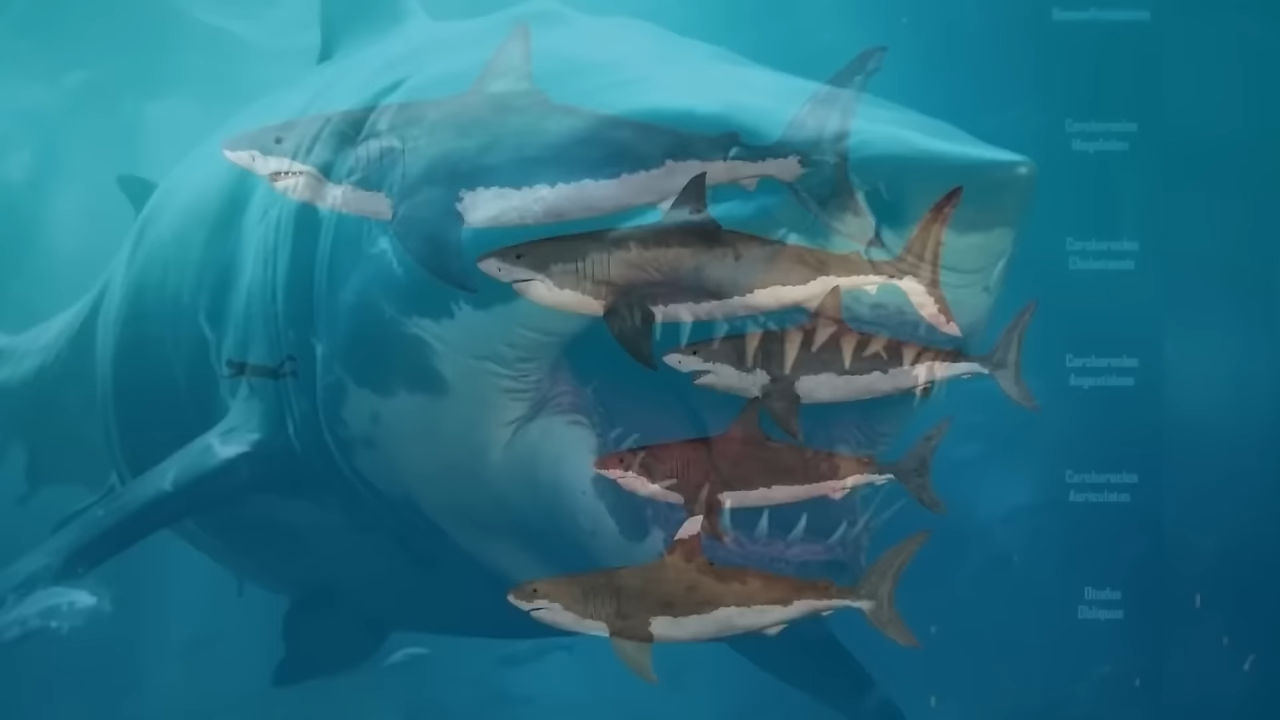 Carcharocles
Megalodon
Carcharocles
Chubutensis
Carcharocles
Angustidens
Carcharocles
Auriculatus
Otodus
Obliquus